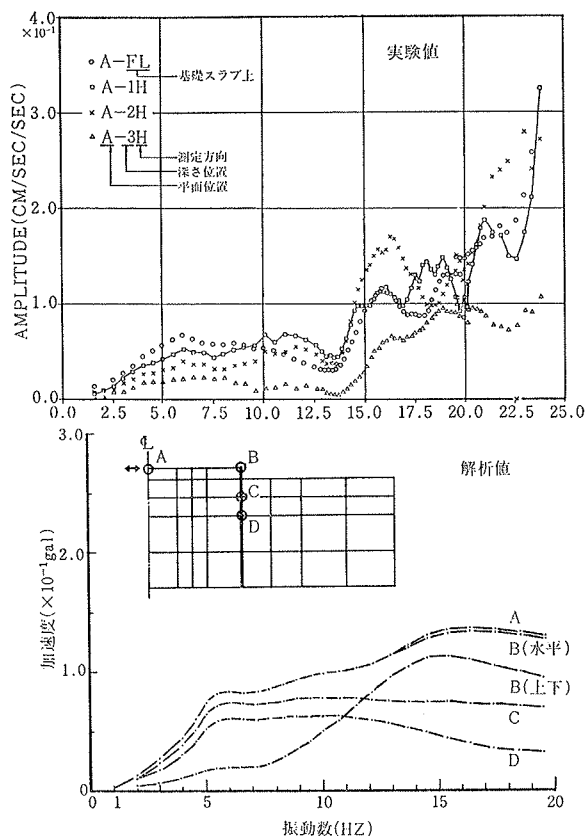 4.0
×10⁻¹
実験値
A-FL
基礎スラブ上
A-1H
A-2H
A-3H
測定方向
深さ位置
平面位置
3.0
2.0
1.0
0.0
AMPLITUDE(CM/SEC/SEC)
0.0 2.5 5.0 7.5 10.0 12.5 15.0 17.5 20.0 22.5 25.0
3.0
℄
A
B
C
D
解析値
2.0
1.0
0
加速度(×10⁻¹gal)
A
B(水平)
B(上下)
C
D
0 1 5 10 15 20
振動数(HZ)